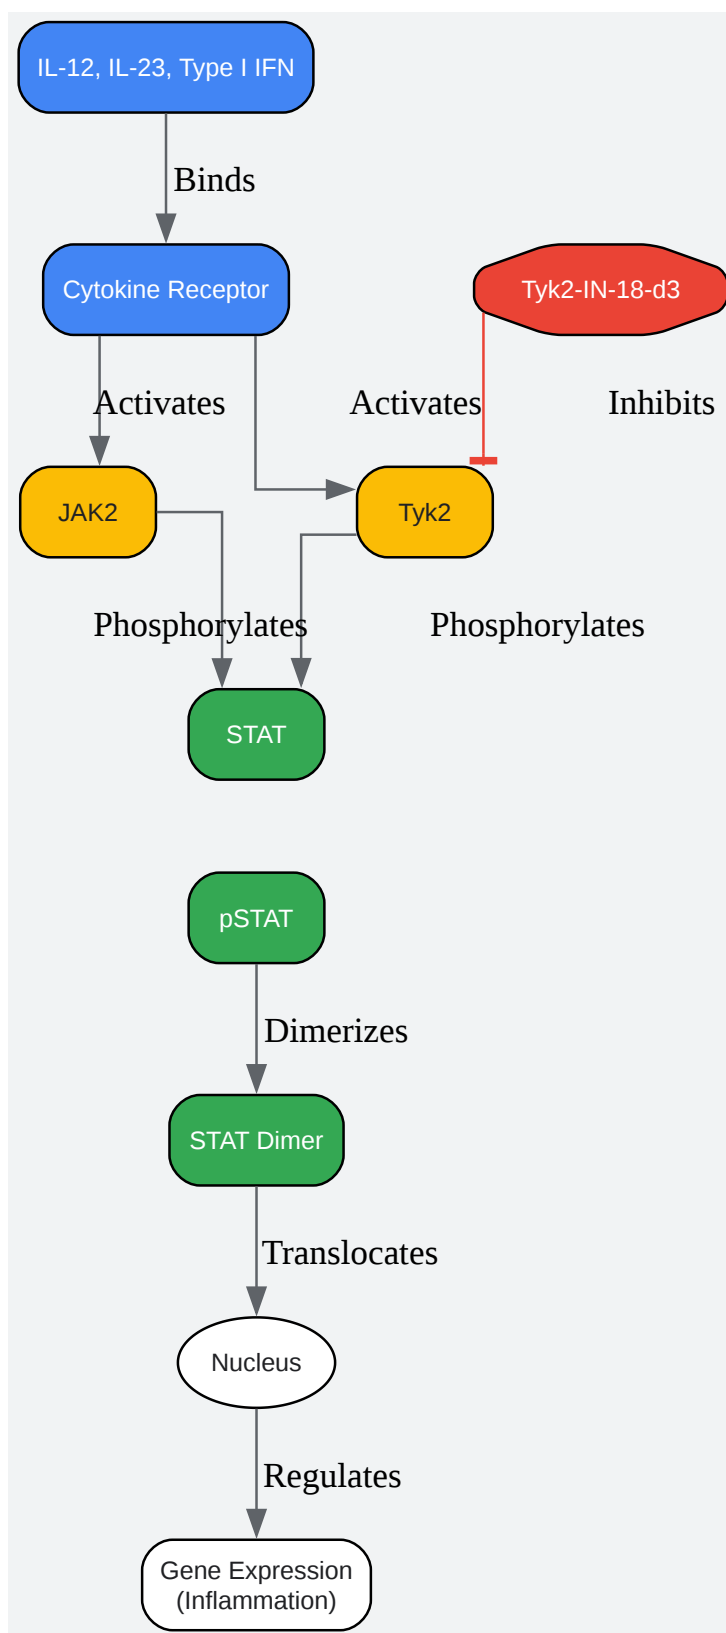 IL-12, IL-23, Type I IFN
Binds
Cytokine Receptor
Tyk2-IN-18-d3
Activates
Activates
Inhibits
JAK2
Tyk2
Phosphorylates
Phosphorylates
STAT
pSTAT
Dimerizes
STAT Dimer
Translocates
Nucleus
Regulates
Gene Expression
(Inflammation)